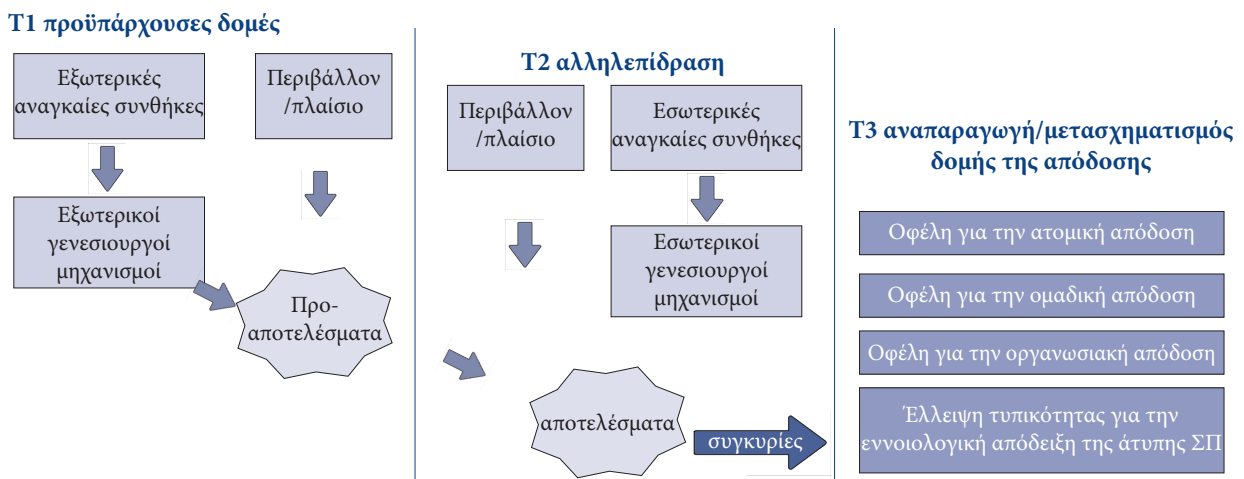 Τ1 προϋπάρχουσες δομές
Εξωτερικές
αναγκαίες συνθήκες
Περιβάλλον
/πλαίσιο
Εξωτερικοί
γενεσιουργοί
μηχανισμοί
Προ-
αποτελέσματα
Τ2 αλληλεπίδραση
Περιβάλλον
/πλαίσιο
Εσωτερικές
αναγκαίες συνθήκες
Εσωτερικοί
γενεσιουργοί
μηχανισμοί
αποτελέσματα
συγκυρίες
Τ3 αναπαραγωγή/μετασχηματισμός
δομής της απόδοσης
Οφέλη για την ατομική απόδοση
Οφέλη για την ομαδική απόδοση
Οφέλη για την οργανωσιακή απόδοση
Έλλειψη τυπικότητας για την
εννοιολογική απόδειξη της άτυπης ΣΠ